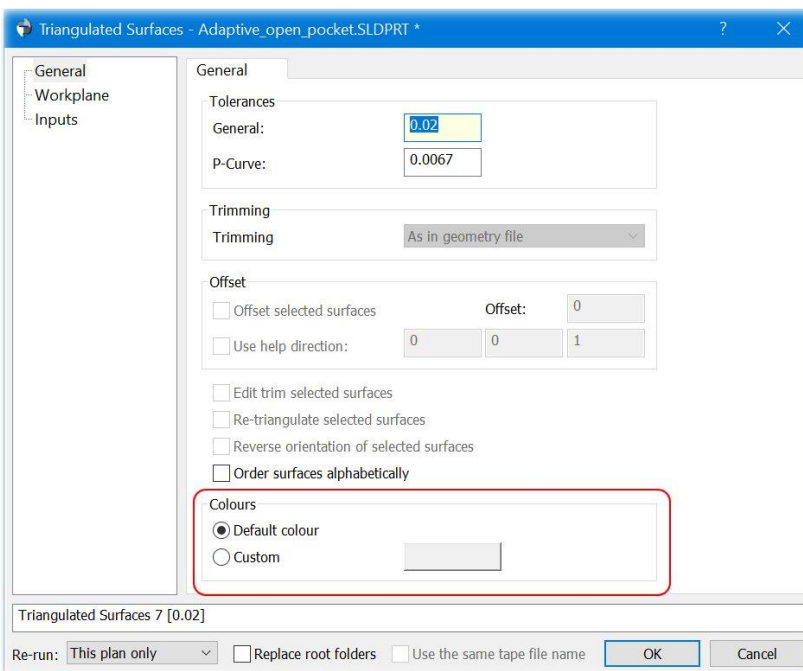 Triangulated Surfaces - Adaptive_open_pocket.SLDPRT *
General
Workplane
Inputs
General
Tolerances
General: 0.02
P-Curve: 0.0067
Trimming
Trimming As in geometry file
Offset
Offset selected surfaces Offset: 0
Use help direction: 0 0 1
Edit trim selected surfaces
Re-triangulate selected surfaces
Reverse orientation of selected surfaces
Order surfaces alphabetically
Colours
Default colour
Custom
Triangulated Surfaces 7 [0.02]
Re-run: This plan only Replace root folders Use the same tape file name OK Cancel